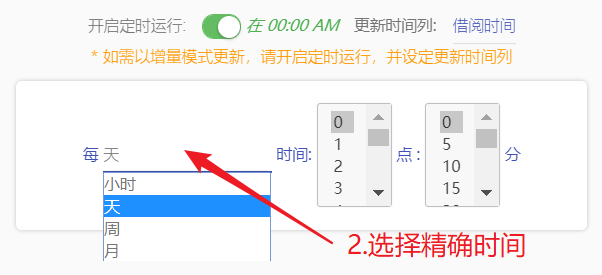 开启定时运行: 在 00:00 AM 更新时间列: 借阅时间
* 如需以增量模式更新，请开启定时运行，并设定更新时间列
每 天 时间: 0 点 : 0 分
1 5
2 10
3 15
小时
天
周
月
2.选择精确时间